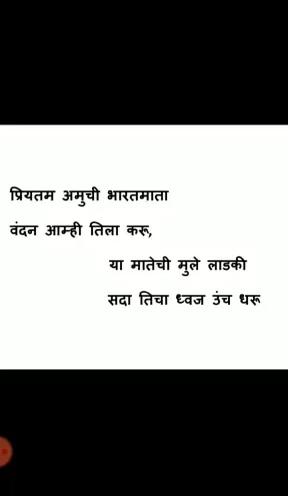 प्रियतम अमुची भारतमाता
वंदन आम्ही तिला करू,
या मातेची मुले लाडकी
सदा तिचा ध्वज उंच धरू